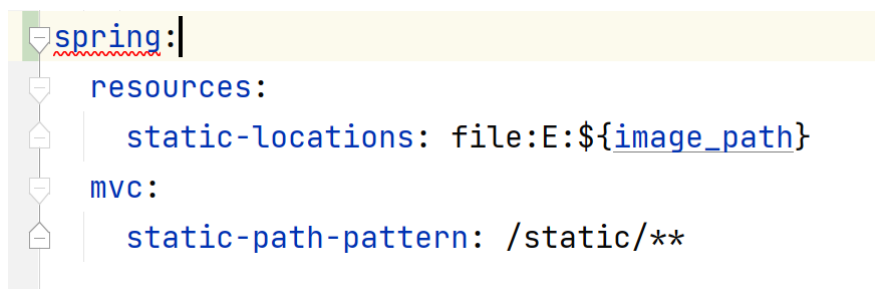 spring:
  resources:
    static-locations: file:E:${image_path}
  mvc:
    static-path-pattern: /static/**